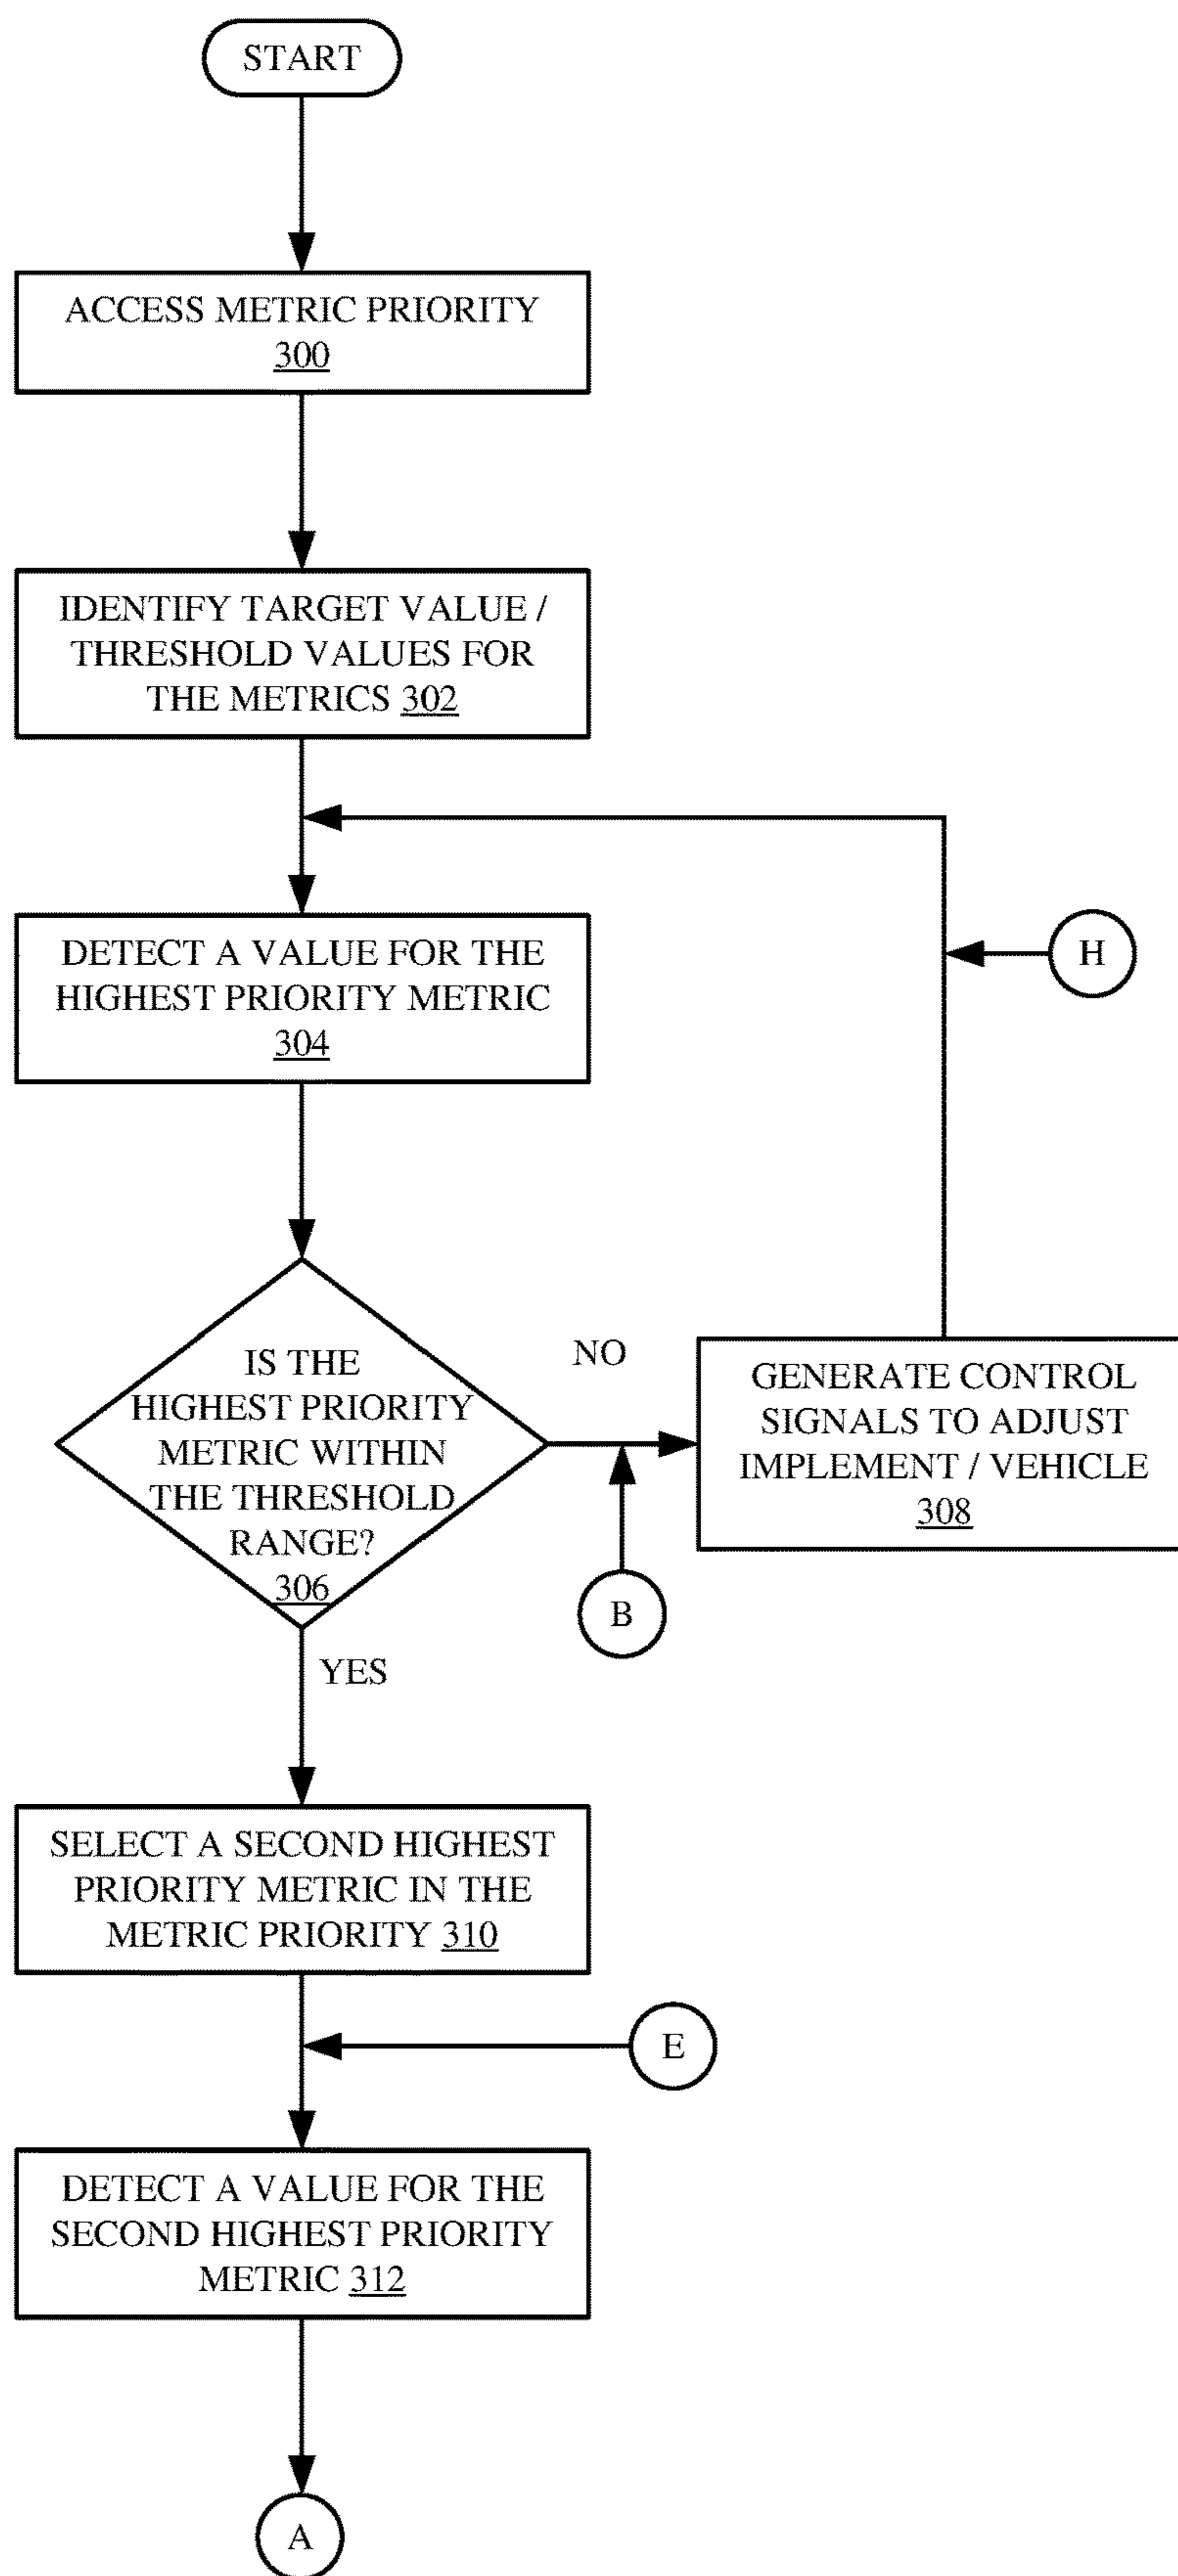 START
ACCESS METRIC PRIORITY
300
IDENTIFY TARGET VALUE /
THRESHOLD VALUES FOR
THE METRICS 302
DETECT A VALUE FOR THE
HIGHEST PRIORITY METRIC
304
H
IS THE
HIGHEST PRIORITY
METRIC WITHIN
THE THRESHOLD
RANGE?
306
NO
GENERATE CONTROL
SIGNALS TO ADJUST
IMPLEMENT / VEHICLE
308
B
YES
SELECT A SECOND HIGHEST
PRIORITY METRIC IN THE
METRIC PRIORITY 310
E
DETECT A VALUE FOR THE
SECOND HIGHEST PRIORITY
METRIC 312
A